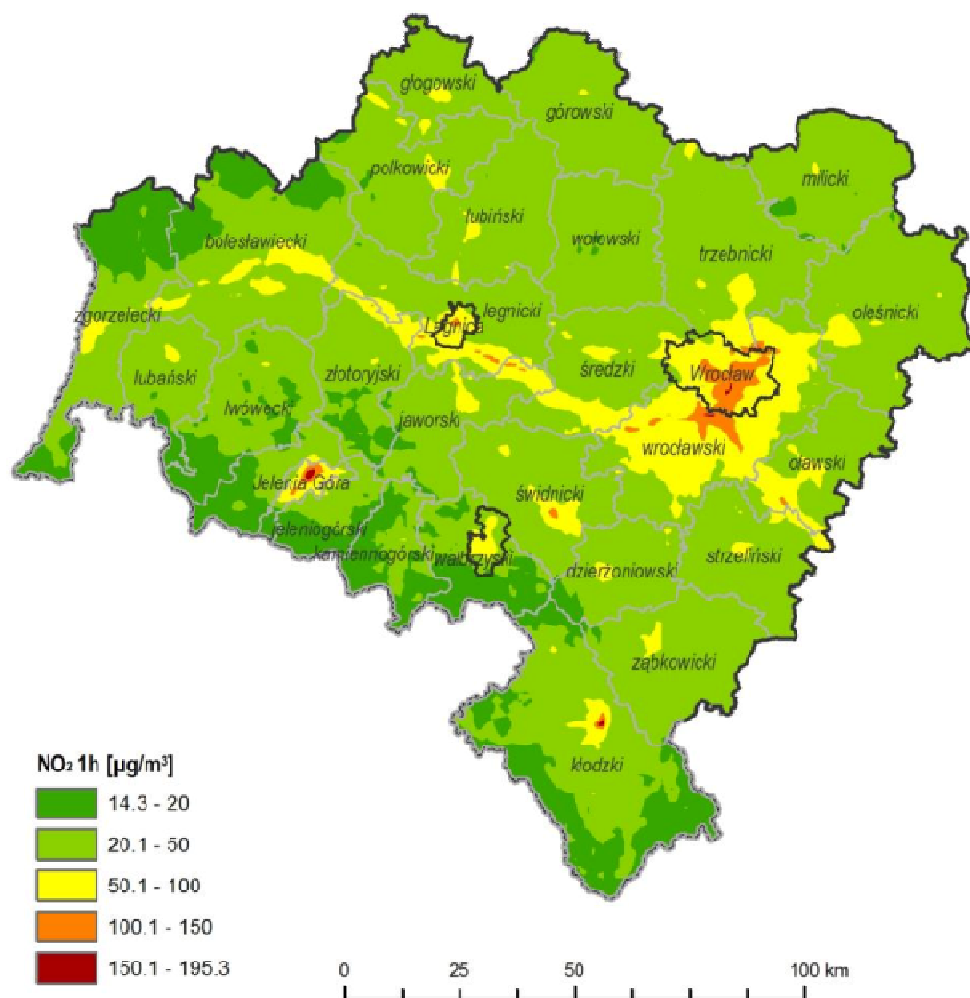 głogowski
górowski
polkowicki
milicki
lubiński
bolesławiecki
wołowski
trzebnicki
zgorzelecki
Legnica
legnicki
oleśnicki
lubański
złotoryjski
średzki
Wrocław
lwówecki
jaworski
wrocławski
Jelenia Góra
oławski
świdnicki
jeleniogórski
kamiennogórski
wałbrzyski
dzierżoniowski
strzeliński
ząbkowicki
kłodzki
NO₂ 1h [µg/m³]
14.3 - 20
20.1 - 50
50.1 - 100
100.1 - 150
150.1 - 195.3
0 25 50 100 km